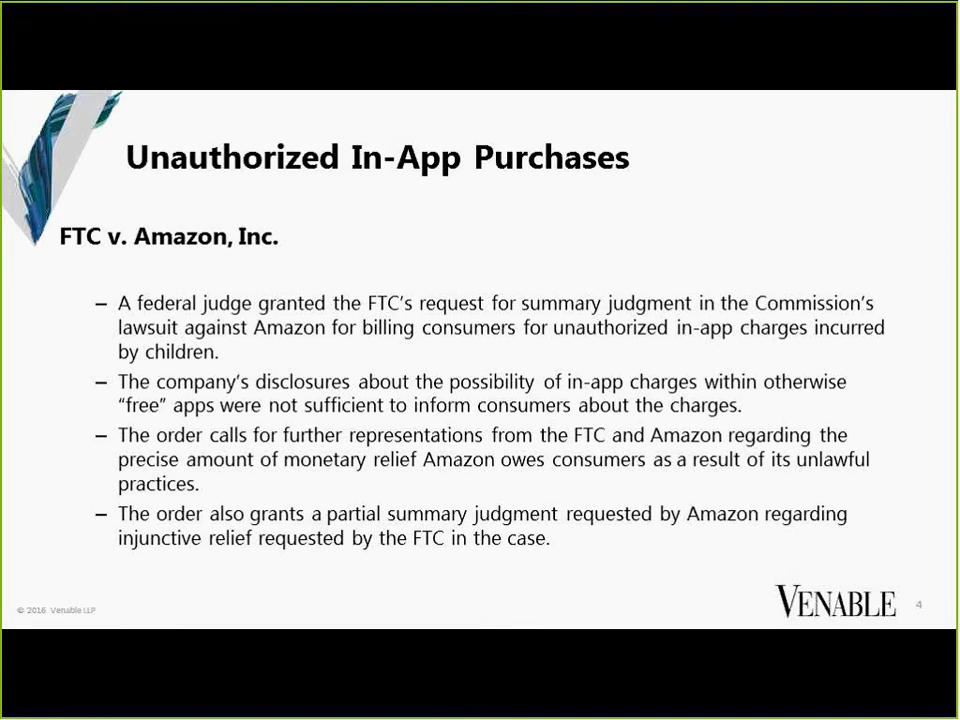 Unauthorized In-App Purchases
FTC v. Amazon, Inc.
– A federal judge granted the FTC’s request for summary judgment in the Commission’s
lawsuit against Amazon for billing consumers for unauthorized in-app charges incurred
by children.
– The company’s disclosures about the possibility of in-app charges within otherwise
“free” apps were not sufficient to inform consumers about the charges.
– The order calls for further representations from the FTC and Amazon regarding the
precise amount of monetary relief Amazon owes consumers as a result of its unlawful
practices.
– The order also grants a partial summary judgment requested by Amazon regarding
injunctive relief requested by the FTC in the case.
© 2016 Venable LLP
VENABLE
4